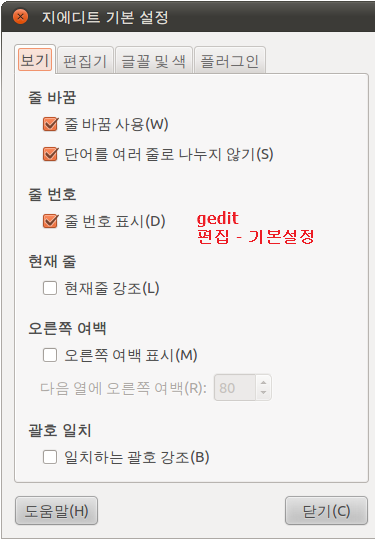 지에디트 기본 설정
보기 편집기 글꼴 및 색 플러그인
줄 바꿈
줄 바꿈 사용(W)
단어를 여러 줄로 나누지 않기(S)
줄 번호
줄 번호 표시(D)
gedit
편집 - 기본설정
현재 줄
현재줄 강조(L)
오른쪽 여백
오른쪽 여백 표시(M)
다음 열에 오른쪽 여백(R): 80
괄호 일치
일치하는 괄호 강조(B)
도움말(H) 닫기(C)